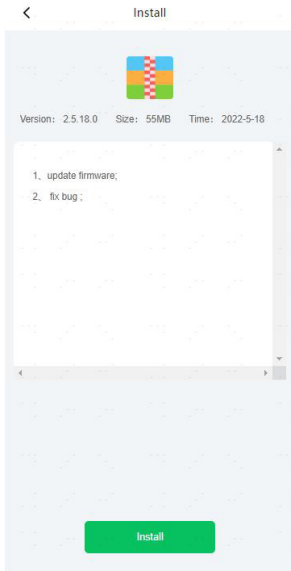 Install
Version: 2.5.18.0 Size: 55MB Time: 2022-5-18
1、update firmware;
2、 fix bug ;
Install